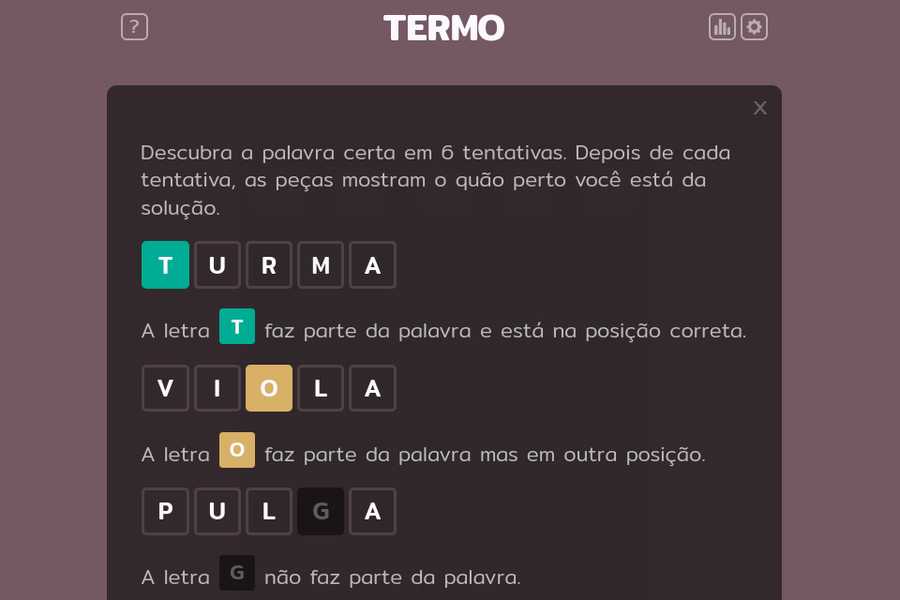 ?
TERMO
X
Descubra a palavra certa em 6 tentativas. Depois de cada
tentativa, as peças mostram o quão perto você está da
solução.
T U R M A
A letra T faz parte da palavra e está na posição correta.
V I O L A
A letra O faz parte da palavra mas em outra posição.
P U L G A
A letra G não faz parte da palavra.